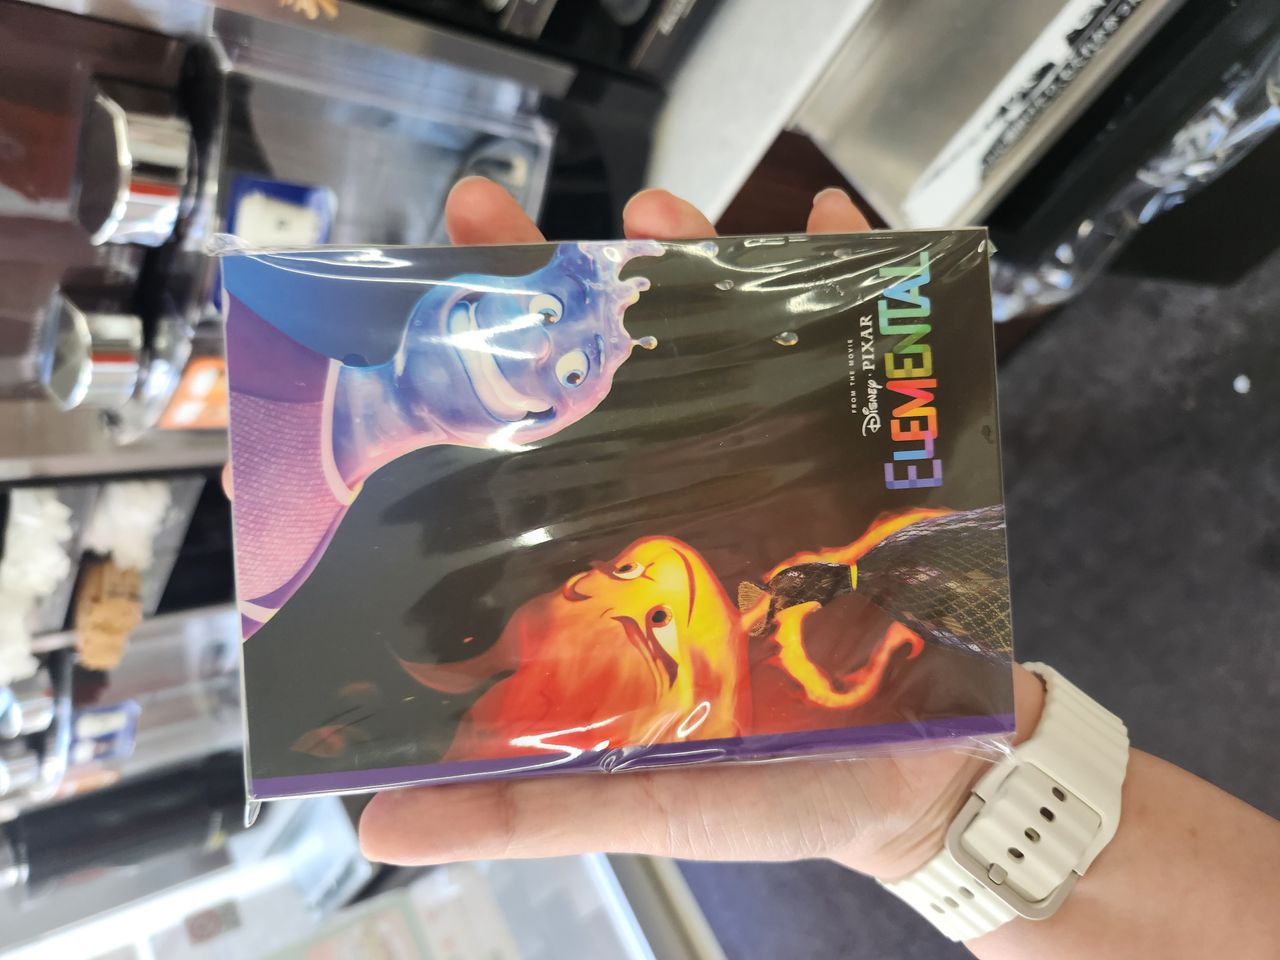 FROM THE MOVIE
Disney · PIXAR
ELEMENTAL